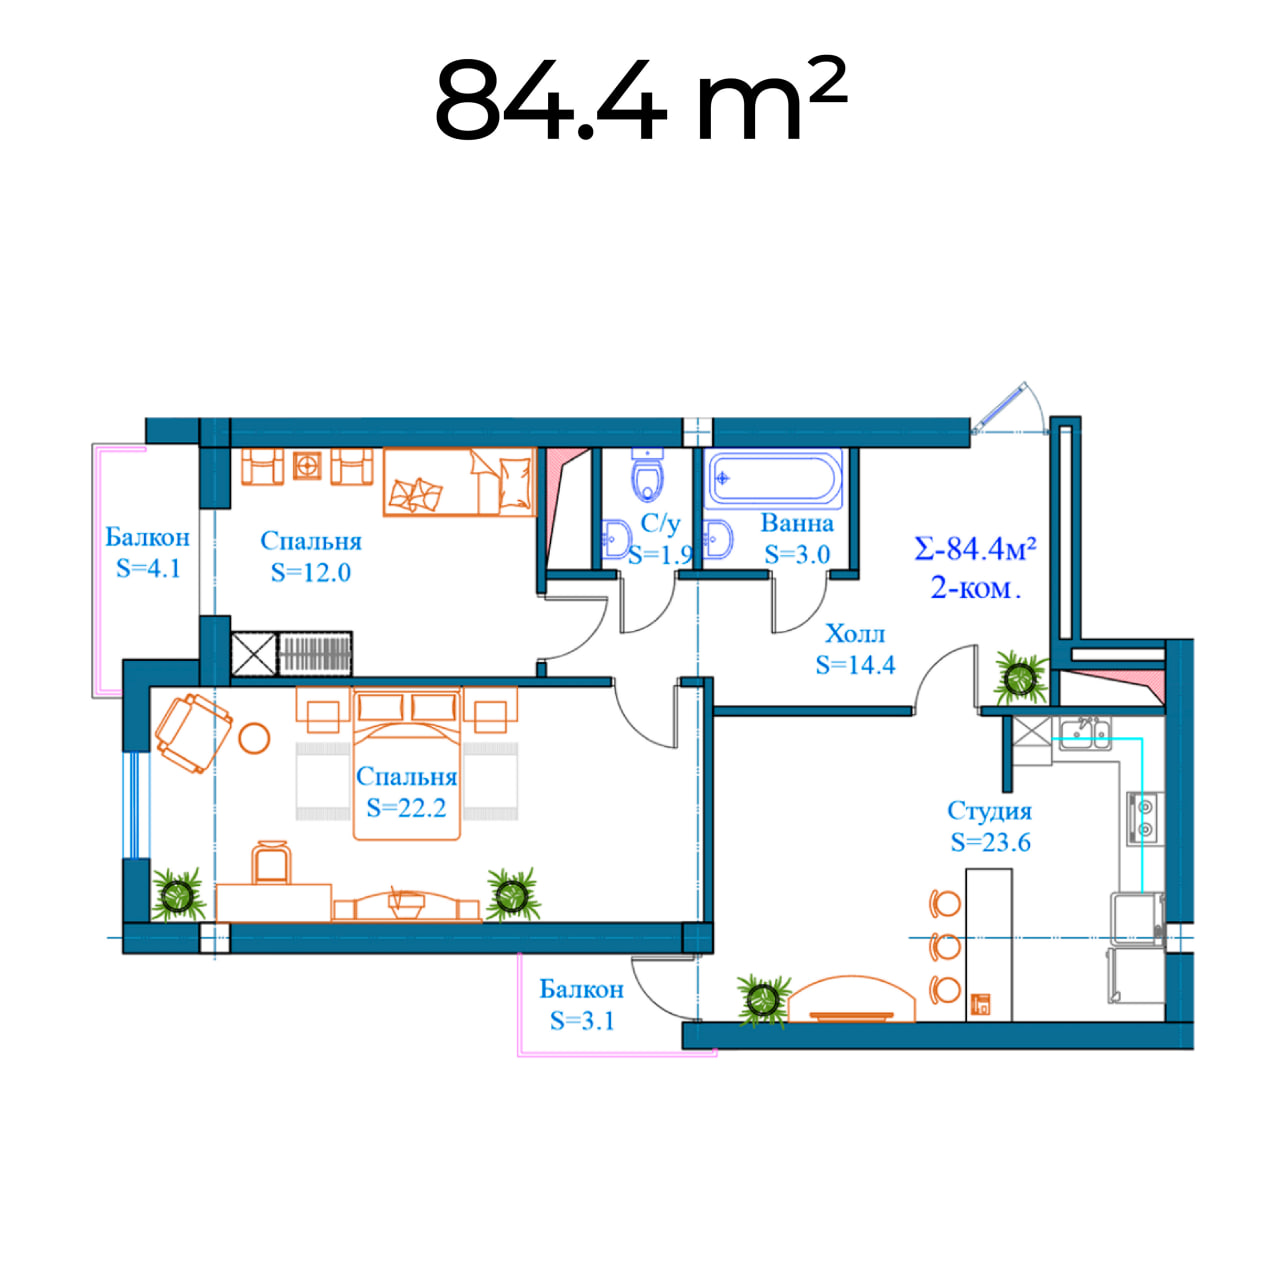 84.4 m²
Балкон
S=4.1
Спальня
S=12.0
С/у
S=1.9
Ванна
S=3.0
Σ-84.4м²
2-ком.
Холл
S=14.4
Спальня
S=22.2
Студия
S=23.6
Балкон
S=3.1